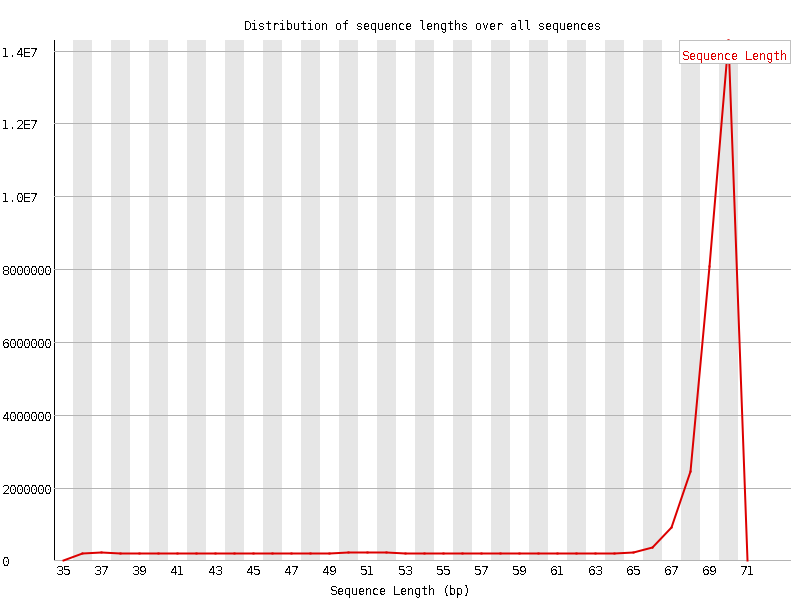 Distribution of sequence lengths over all sequences
Sequence Length
1.4E7
1.2E7
1.0E7
8000000
6000000
4000000
2000000
0
35 37 39 41 43 45 47 49 51 53 55 57 59 61 63 65 67 69 71
Sequence Length (bp)